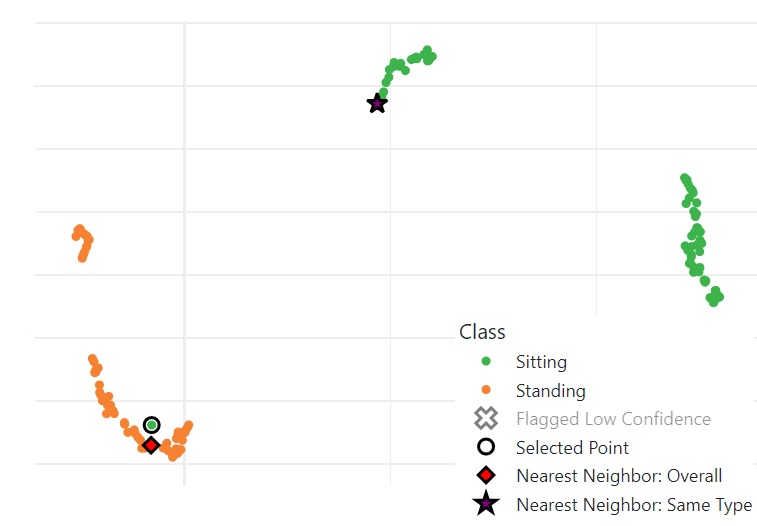 Class
Sitting
Standing
Flagged Low Confidence
Selected Point
Nearest Neighbor: Overall
Nearest Neighbor: Same Type